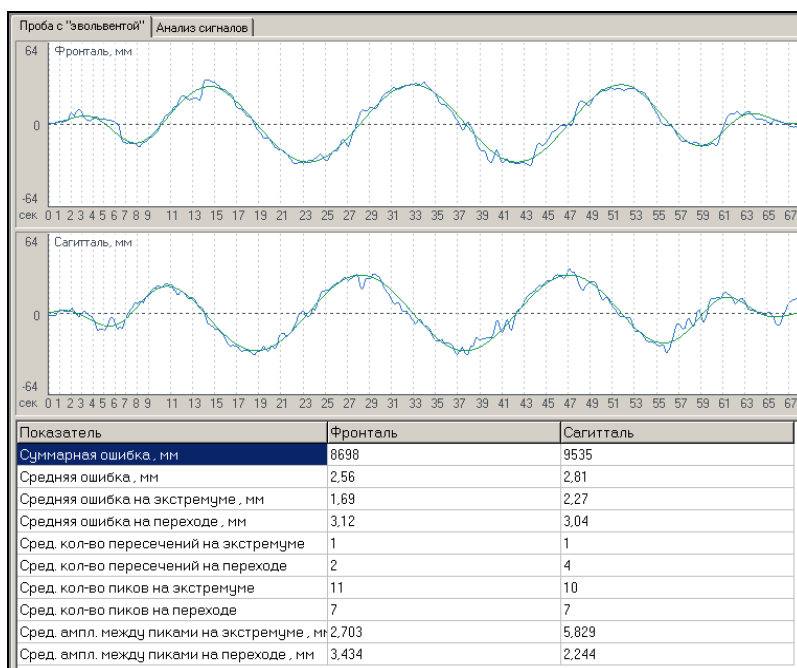 Проба с "эвольвентой" Анализ сигналов
64 Фронталь, мм
0
-64
сек 0 1 2 3 4 5 6 7 8 9 11 13 14 15 17 19 21 23 25 27 29 31 33 35 37 39 41 43 45 47 49 51 53 55 57 59 61 63 65 67
64 Сагитталь, мм
0
-64
сек 0 1 2 3 4 5 6 7 8 9 11 13 14 15 17 19 21 23 25 27 29 31 33 35 37 39 41 43 45 47 49 51 53 55 57 59 61 63 65 67
Показатель Фронталь Сагитталь
Суммарная ошибка, мм 8698 9535
Средняя ошибка, мм 2,56 2,81
Средняя ошибка на экстремуме, мм 1,69 2,27
Средняя ошибка на переходе, мм 3,12 3,04
Сред. кол-во пересечений на экстремуме 1 1
Сред. кол-во пересечений на переходе 2 4
Сред. кол-во пиков на экстремуме 11 10
Сред. кол-во пиков на переходе 7 7
Сред. ампл. между пиками на экстремуме, мм 2,703 5,829
Сред. ампл. между пиками на переходе, мм 3,434 2,244